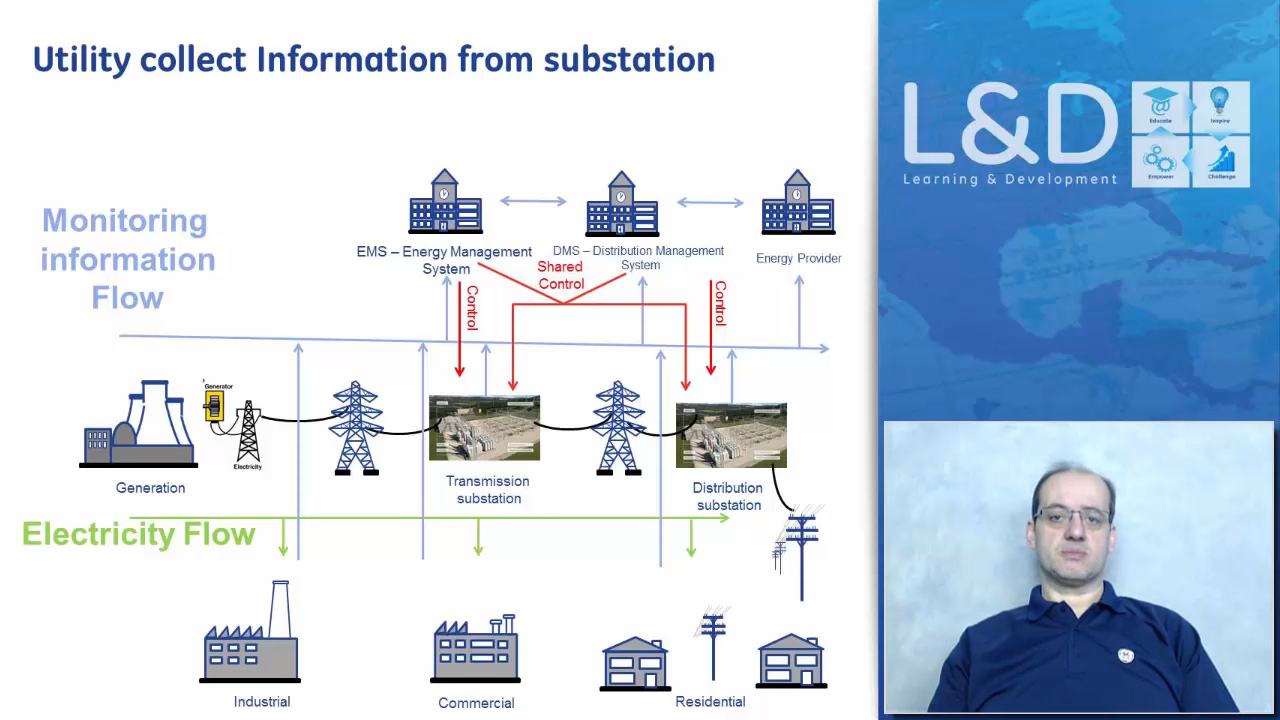 Utility collect Information from substation
L&D
Learning & Development
Educate
Inspire
Empower
Challenge
Monitoring
information
Flow
EMS – Energy Management
System
DMS – Distribution Management
System
Energy Provider
Shared
Control
Control
Control
Generator
Electricity
Generation
Transmission
substation
Distribution
substation
Electricity Flow
Industrial
Commercial
Residential